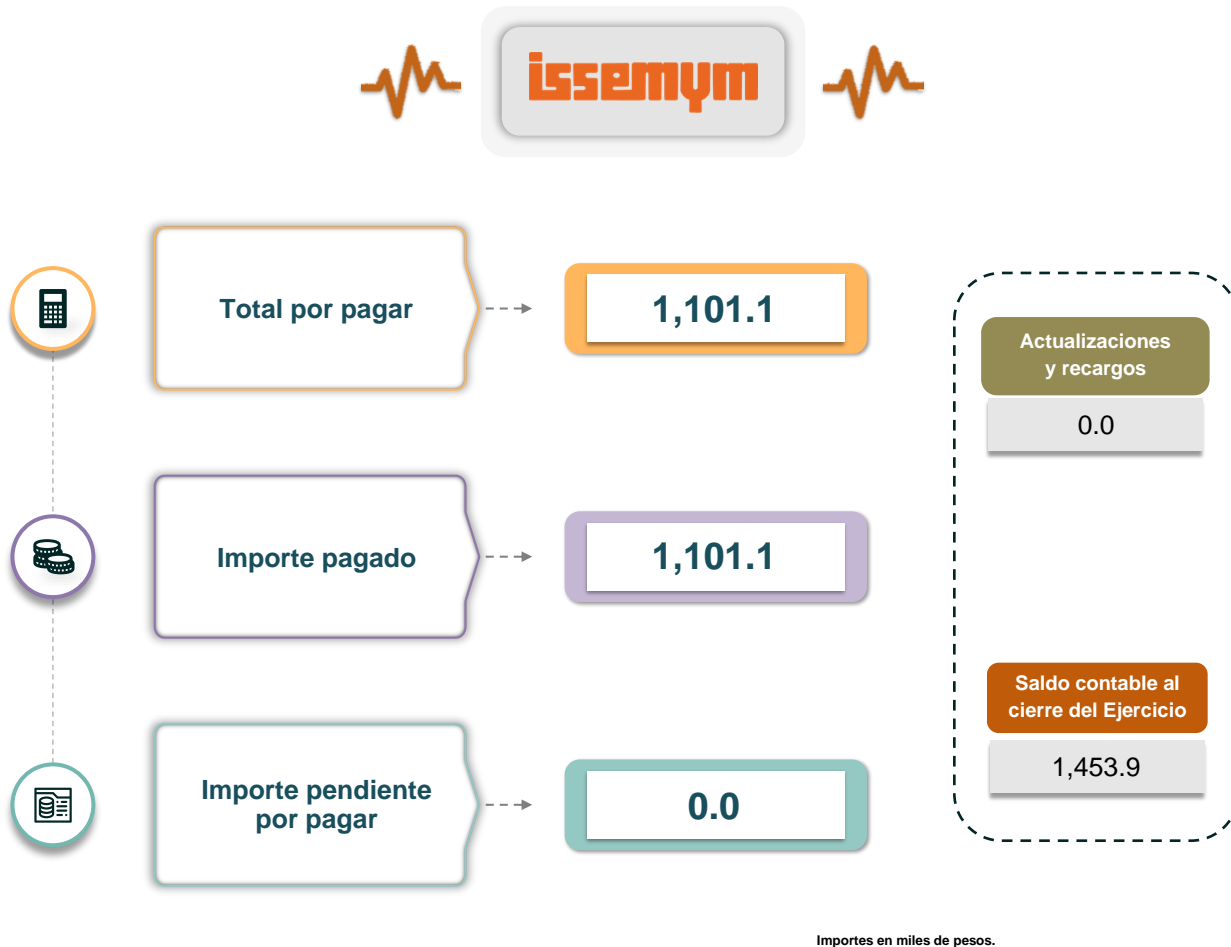 issemym
Total por pagar
1,101.1
Importe pagado
1,101.1
Importe pendiente
por pagar
0.0
Actualizaciones
y recargos
0.0
Saldo contable al
cierre del Ejercicio
1,453.9
Importes en miles de pesos.